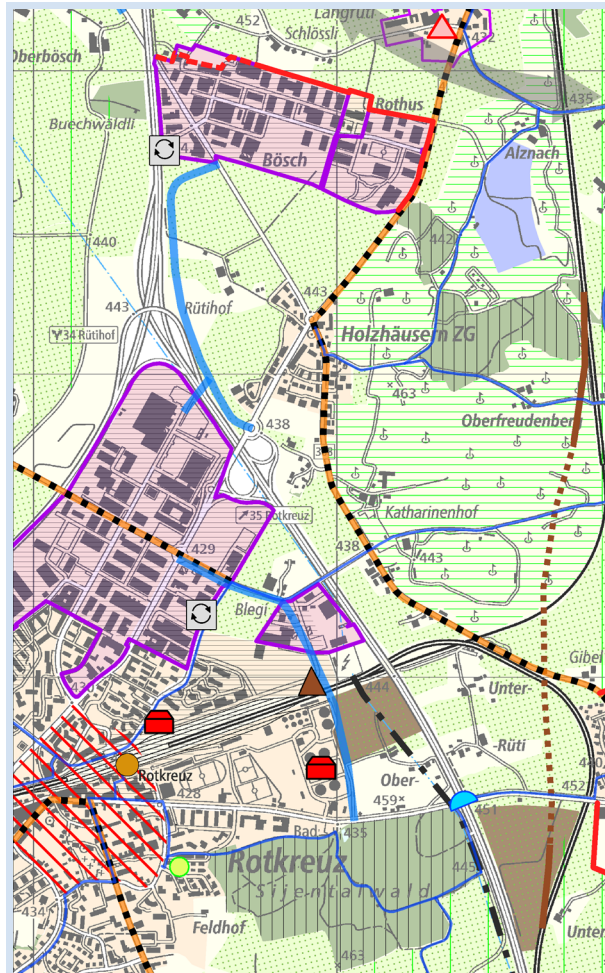 452
Langrüti
Schlössli
432
Oberbösch
435
Rothus
Buechwäldli
Bösch
Alznach
440
442
443
Rütihof
443
34 Rütihof
Holzhäusern ZG
463
Oberfreudenberg
438
35 Rotkreuz
Katharinenhof
429
438
443
Blegi
Gibel
444
Unter-
-Rüti
Rotkreuz
Ober-
428
459
452
451
Bad
435
Rotkreuz
Sijentalwald
445
434
Feldhof
Unter
463